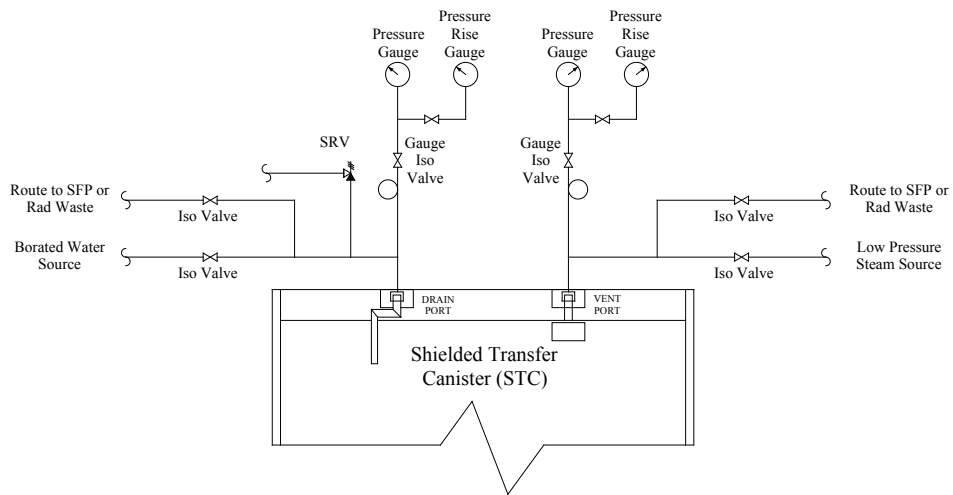 Pressure
Gauge
Pressure
Rise
Gauge
Pressure
Gauge
Pressure
Rise
Gauge
SRV
Gauge
Iso
Valve
Gauge
Iso
Valve
Route to SFP or
Rad Waste
Iso Valve
Iso Valve
Route to SFP or
Rad Waste
Borated Water
Source
Iso Valve
Iso Valve
Low Pressure
Steam Source
DRAIN
PORT
VENT
PORT
Shielded Transfer
Canister (STC)